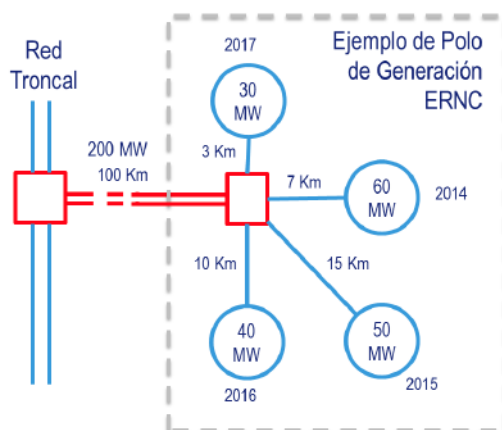 Red
Troncal
200 MW
100 Km
Ejemplo de Polo
de Generación
ERNC
2017
30
MW
3 Km
7 Km
60
MW
2014
10 Km
15 Km
40
MW
2016
50
MW
2015